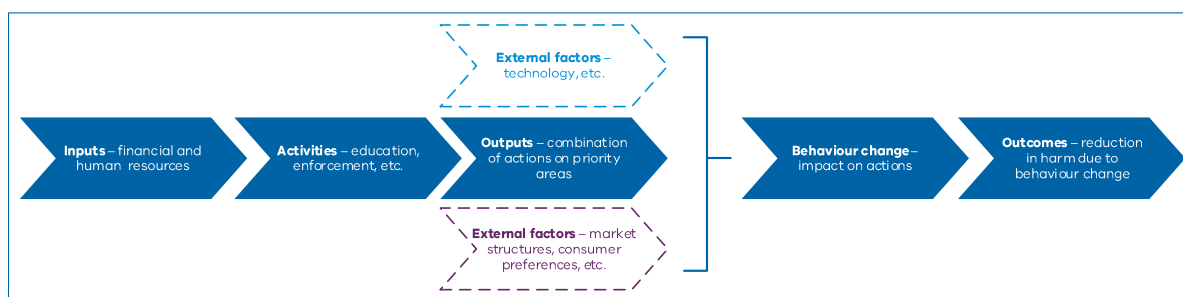 External factors –
technology, etc.
Inputs – financial and
human resources
Activities – education,
enforcement, etc.
Outputs – combination
of actions on priority
areas
Behaviour change–
impact on actions
Outcomes – reduction
in harm due to
behaviour change
External factors – market
structures, consumer
preferences, etc.